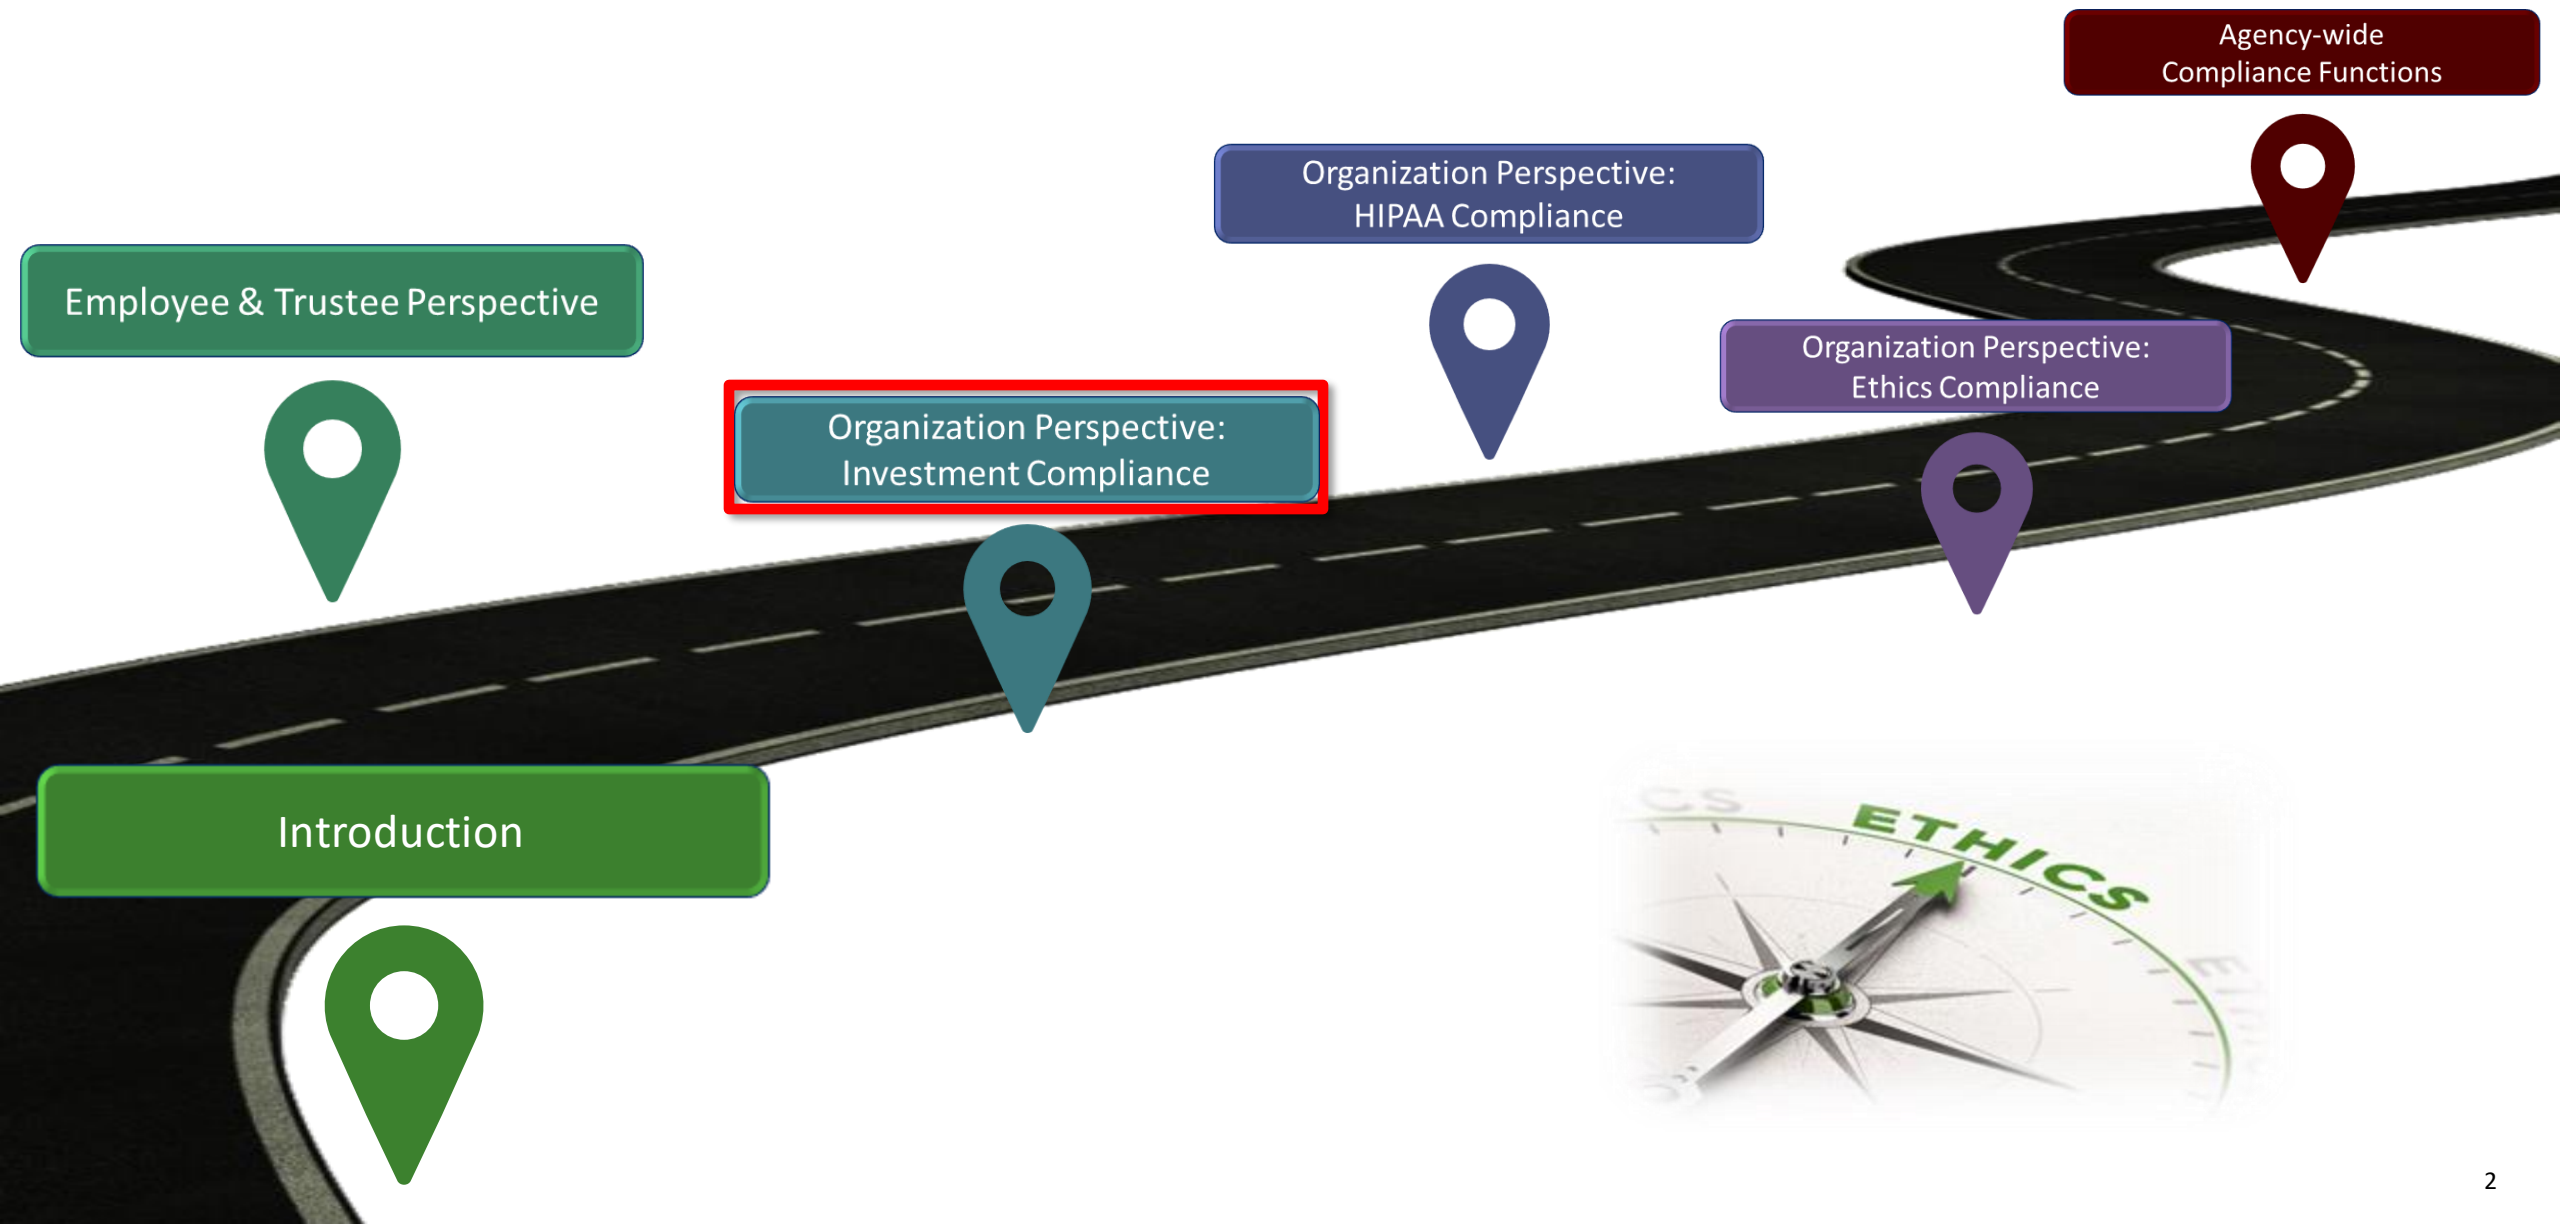 Agency-wide
Compliance Functions
Organization Perspective:
HIPAA Compliance
Employee & Trustee Perspective
Organization Perspective:
Ethics Compliance
Organization Perspective:
Investment Compliance
Introduction
CS
ETHICS
2